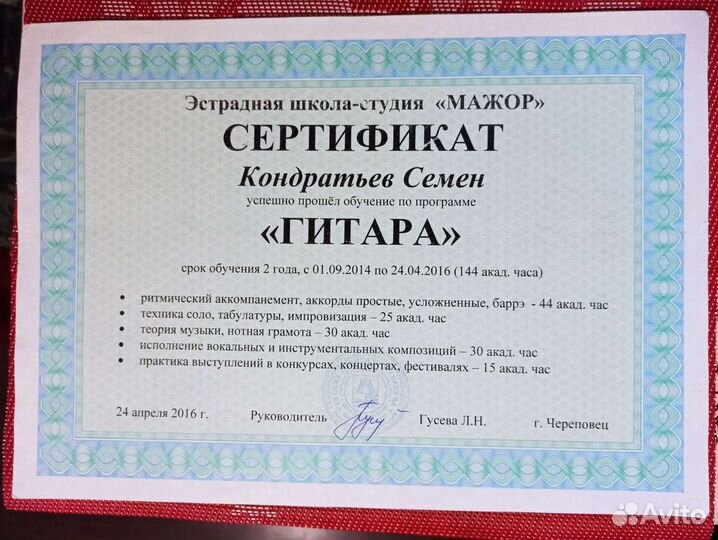 Эстрадная школа-студия «МАЖОР»
СЕРТИФИКАТ
Кондратьев Семен
успешно прошёл обучение по программе
«ГИТАРА»
срок обучения 2 года, с 01.09.2014 по 24.04.2016 (144 акад. часа)
• ритмический аккомпанемент, аккорды простые, усложненные, баррэ - 44 акад. час
• техника соло, табулатуры, импровизация – 25 акад. час
• теория музыки, нотная грамота – 30 акад. час
• исполнение вокальных и инструментальных композиций – 30 акад. час
• практика выступлений в конкурсах, концертах, фестивалях – 15 акад. час
24 апреля 2016 г. Руководитель Гусева Л.Н. г. Череповец
Avito